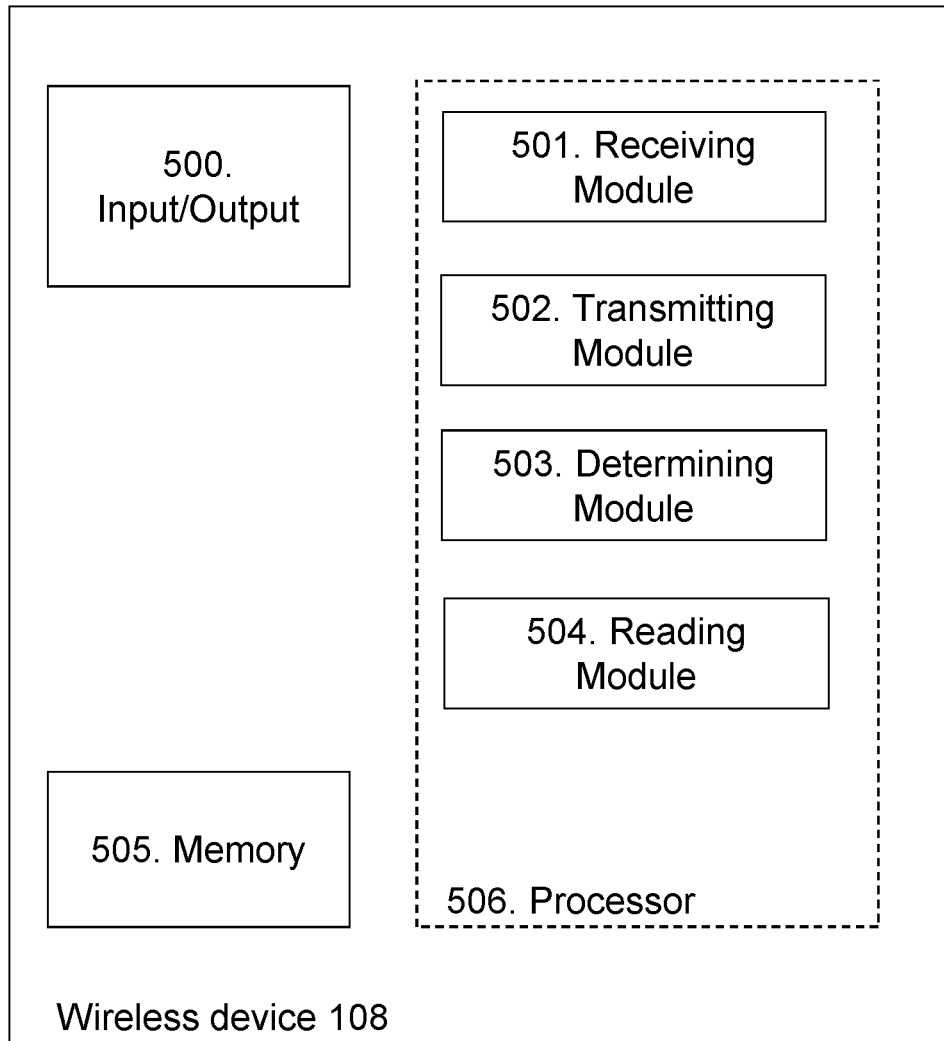 500.
Input/Output
501. Receiving
Module
502. Transmitting
Module
503. Determining
Module
504. Reading
Module
505. Memory
506. Processor
Wireless device 108